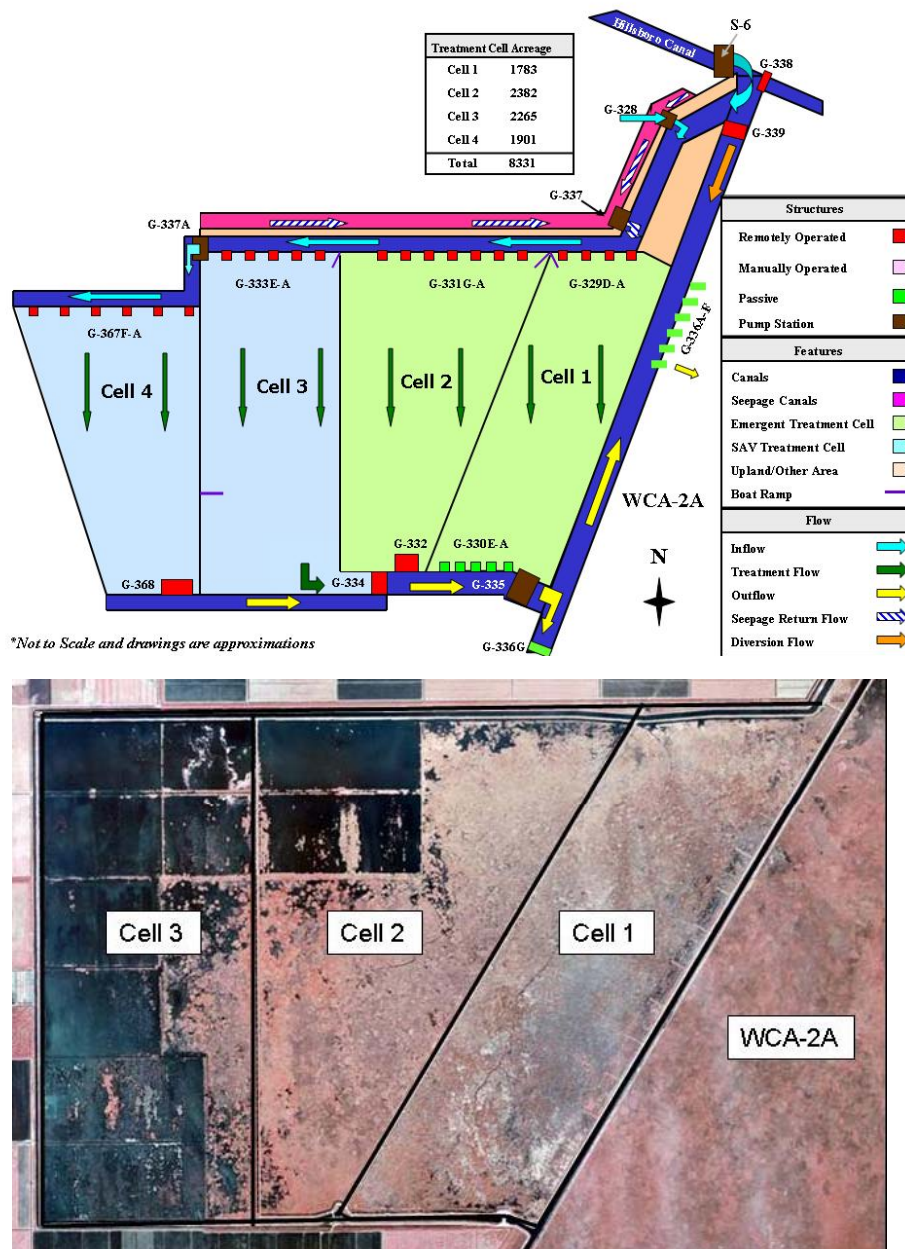 S-6
Hillsboro Canal
G-338
Treatment Cell Acreage
Cell 1 1783
Cell 2 2382
Cell 3 2265
Cell 4 1901
Total 8331
G-328
G-339
G-337
G-337A
G-333E-A
G-331G-A
G-329D-A
G-367F-A
G-336A-F
Cell 4
Cell 3
Cell 2
Cell 1
WCA-2A
N
G-332
G-330E-A
G-368
G-334
G-335
G-336G
*Not to Scale and drawings are approximations
Structures
Remotely Operated
Manually Operated
Passive
Pump Station
Features
Canals
Seepage Canals
Emergent Treatment Cell
SAV Treatment Cell
Upland/Other Area
Boat Ramp
Flow
Inflow
Treatment Flow
Outflow
Seepage Return Flow
Diversion Flow
Cell 3
Cell 2
Cell 1
WCA-2A